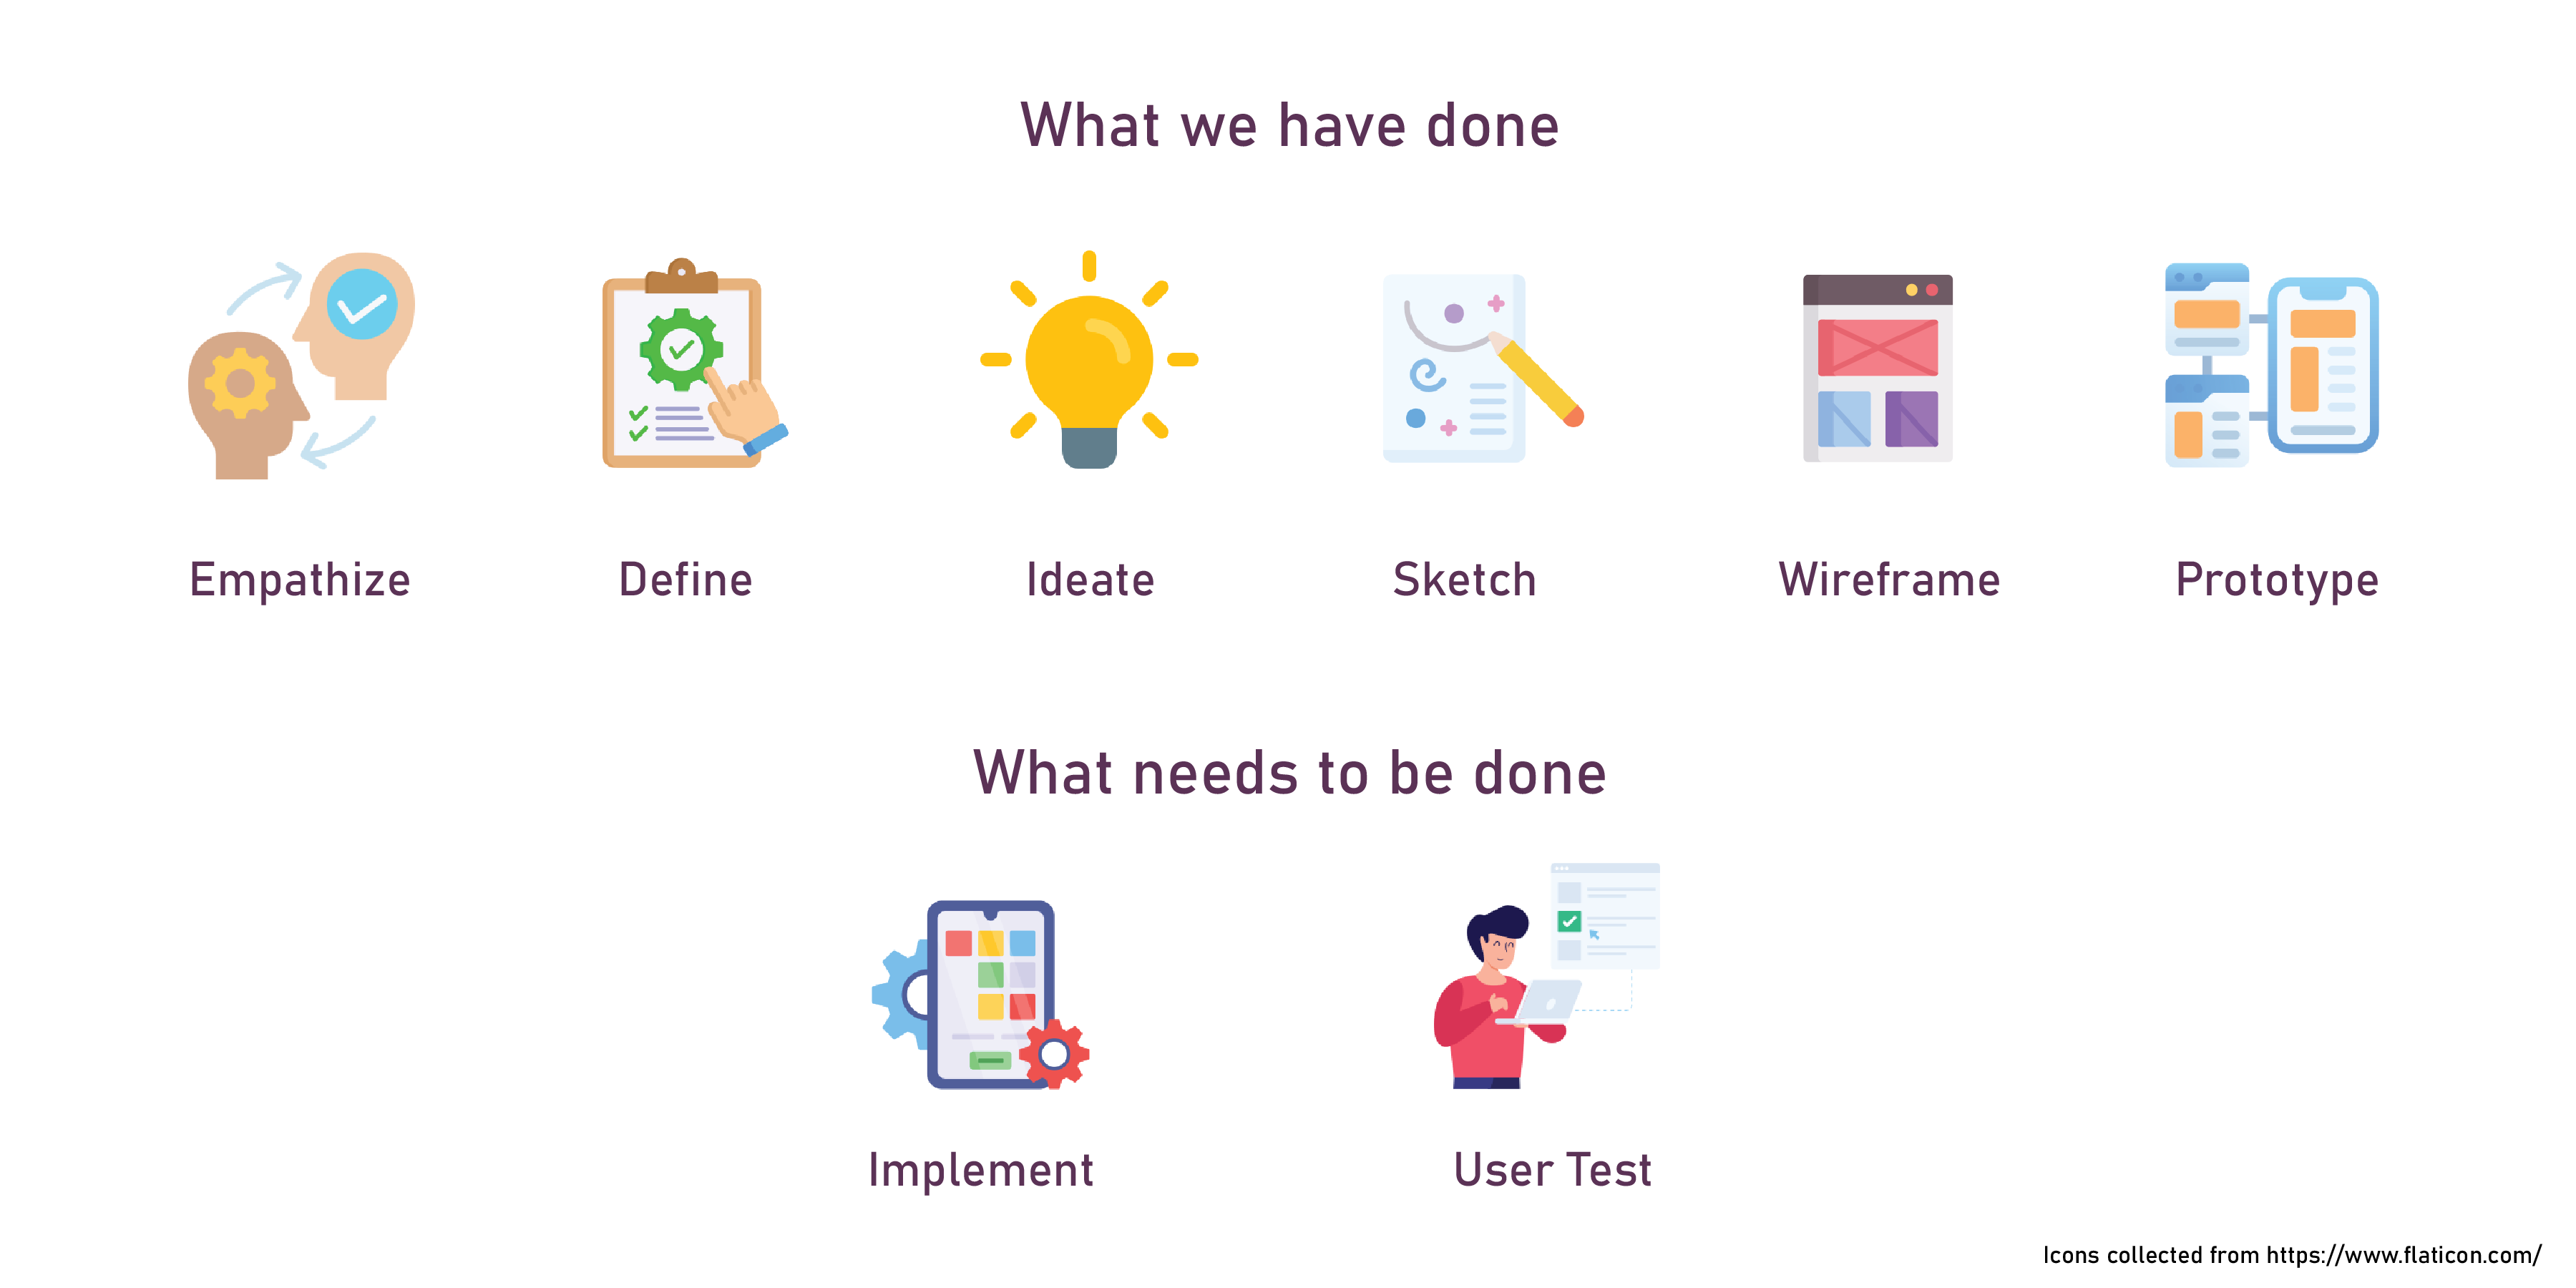 What we have done
Empathize
Define
Ideate
Sketch
Wireframe
Prototype
What needs to be done
Implement
User Test
Icons collected from https://www.flaticon.com/